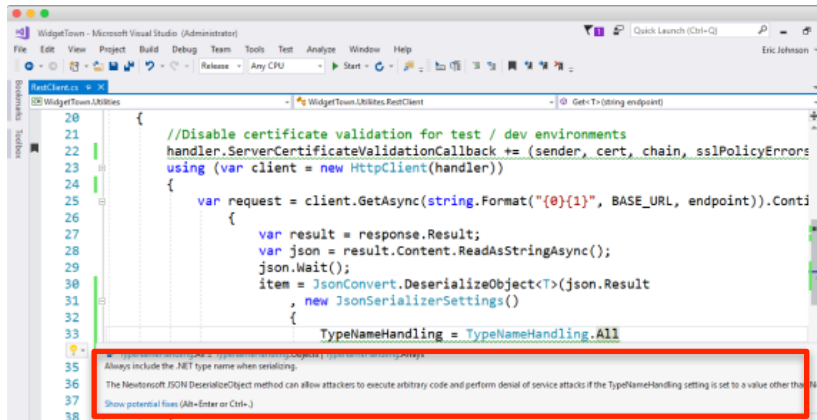 WidgetTown - Microsoft Visual Studio (Administrator)
1
Quick Launch (Ctrl+Q)
File Edit View Project Build Debug Team Tools Test Analyze Window Help
Eric Johnson
Release Any CPU Start
Bookmarks Toolbox
RestClient.cs
WidgetTown.Utilities
WidgetTown.Utiliites.RestClient
Get<T>(string endpoint)
20 {
21 //Disable certificate validation for test / dev environments
22 handler.ServerCertificateValidationCallback += (sender, cert, chain, sslPolicyErrors
23 using (var client = new HttpClient(handler))
24 {
25 var request = client.GetAsync(string.Format("{0}{1}", BASE_URL, endpoint)).Conti
26 {
27 var result = response.Result;
28 var json = result.Content.ReadAsStringAsync();
29 json.Wait();
30 item = JsonConvert.DeserializeObject<T>(json.Result
31 , new JsonSerializerSettings()
32 {
33 TypeNameHandling = TypeNameHandling.All
35 Always include the .NET type name when serializing.
36 The Newtonsoft JSON DeserializeObject method can allow attackers to execute arbitrary code and perform denial of service attacks if the TypeNameHandling setting is set to a value other than
37 Show potential fixes (Alt+Enter or Ctrl+.)
38